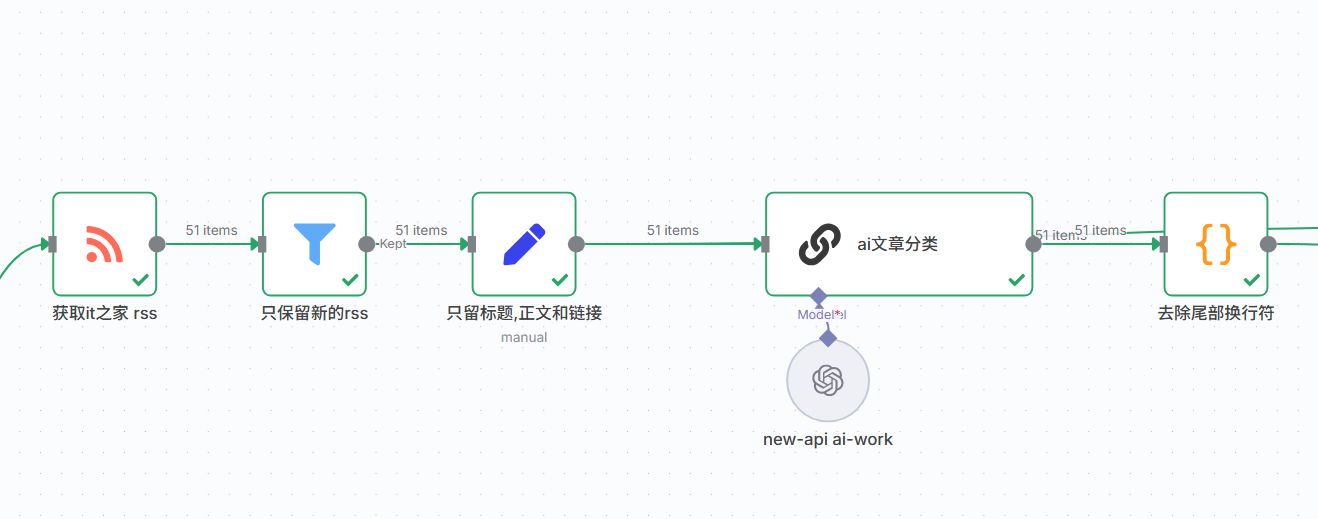 51 items
Kept
51 items
51 items
ai文章分类
51 items
51 items
获取it之家 rss
只保留新的rss
只留标题,正文和链接
manual
Model
去除尾部换行符
new-api ai-work